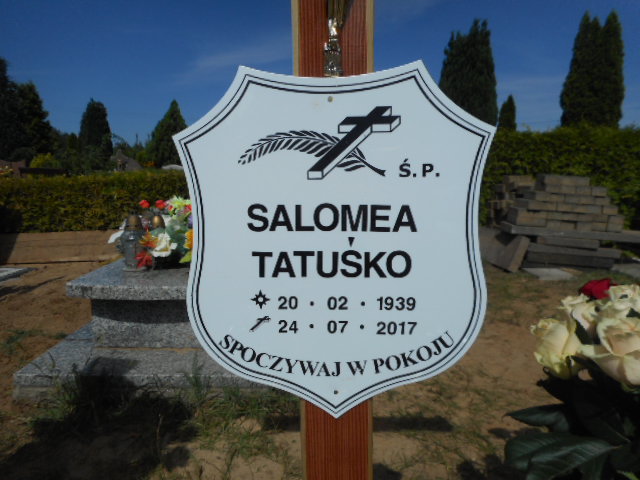 Ś.P.
SALOMEA
TATUŚKO
20 · 02 · 1939
24 · 07 · 2017
SPOCZYWAJ W POKOJU